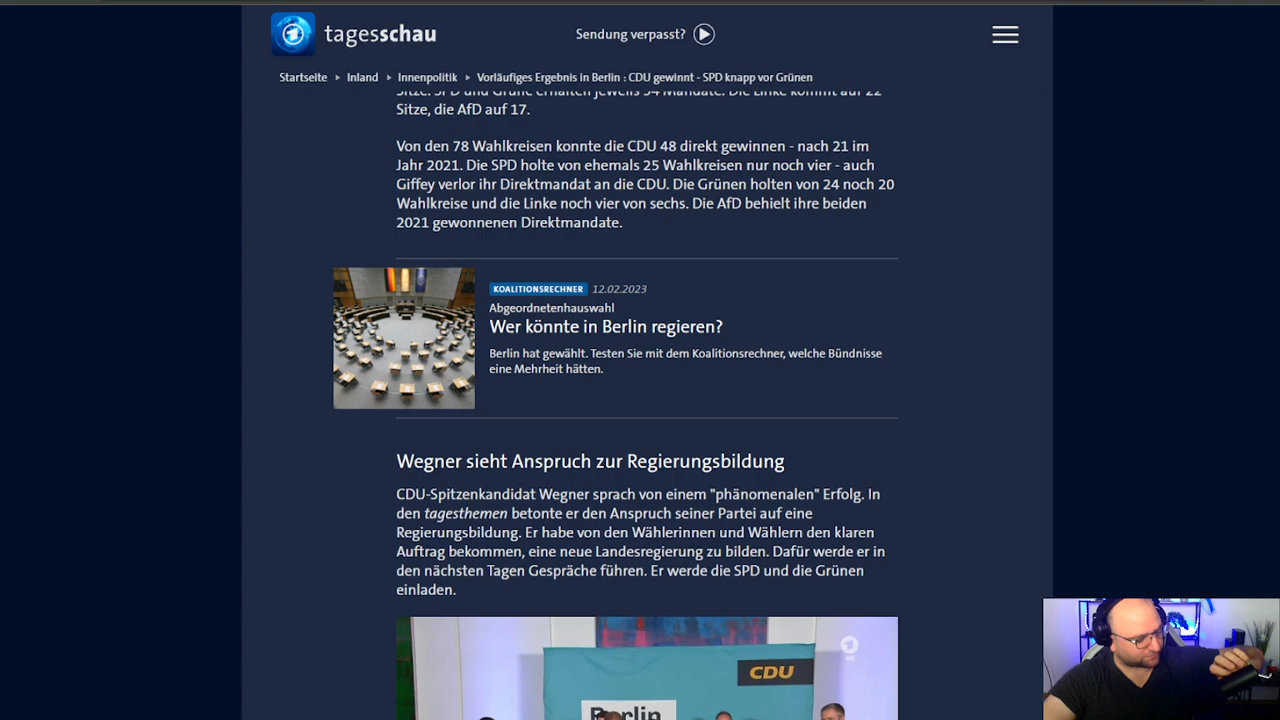 tagesschau
Sendung verpasst?
Startseite
Inland
Innenpolitik
Vorläufiges Ergebnis in Berlin : CDU gewinnt - SPD knapp vor Grünen
Sitze. SPD und Grüne erhalten jeweils 34 Mandate. Die Linke kommt auf 22
Sitze, die AfD auf 17.
Von den 78 Wahlkreisen konnte die CDU 48 direkt gewinnen - nach 21 im
Jahr 2021. Die SPD holte von ehemals 25 Wahlkreisen nur noch vier - auch
Giffey verlor ihr Direktmandat an die CDU. Die Grünen holten von 24 noch 20
Wahlkreise und die Linke noch vier von sechs. Die AfD behielt ihre beiden
2021 gewonnenen Direktmandate.
KOALITIONSRECHNER 12.02.2023
Abgeordnetenhauswahl
Wer könnte in Berlin regieren?
Berlin hat gewählt. Testen Sie mit dem Koalitionsrechner, welche Bündnisse
eine Mehrheit hätten.
Wegner sieht Anspruch zur Regierungsbildung
CDU-Spitzenkandidat Wegner sprach von einem "phänomenalen" Erfolg. In
den tagesthemen betonte er den Anspruch seiner Partei auf eine
Regierungsbildung. Er habe von den Wählerinnen und Wählern den klaren
Auftrag bekommen, eine neue Landesregierung zu bilden. Dafür werde er in
den nächsten Tagen Gespräche führen. Er werde die SPD und die Grünen
einladen.
CDU
Berlin